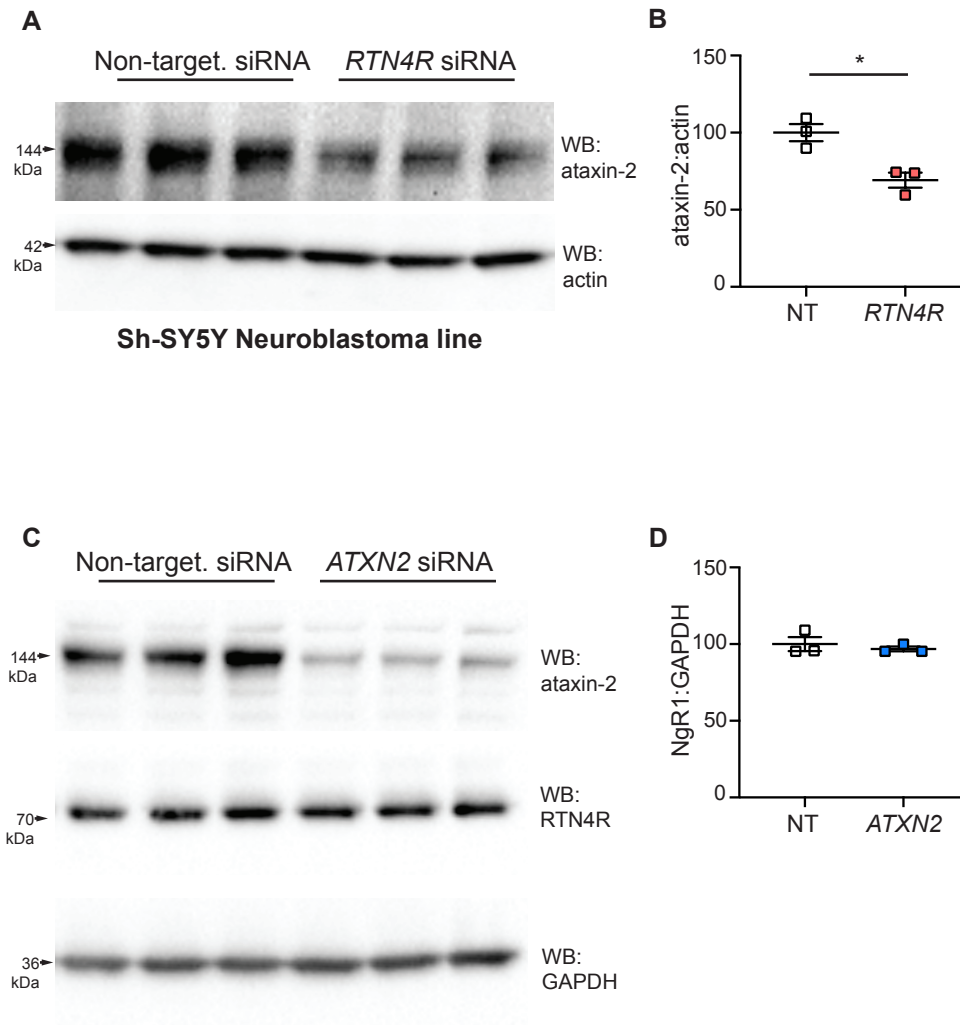 A
Non-target. siRNA RTN4R siRNA
144
kDa
WB:
ataxin-2
42
kDa
WB:
actin
Sh-SY5Y Neuroblastoma line
B
150
100
50
0
ataxin-2:actin
*
NT RTN4R
C
Non-target. siRNA ATXN2 siRNA
144
kDa
WB:
ataxin-2
70
kDa
WB:
RTN4R
36
kDa
WB:
GAPDH
D
150
100
50
0
NgR1:GAPDH
NT ATXN2